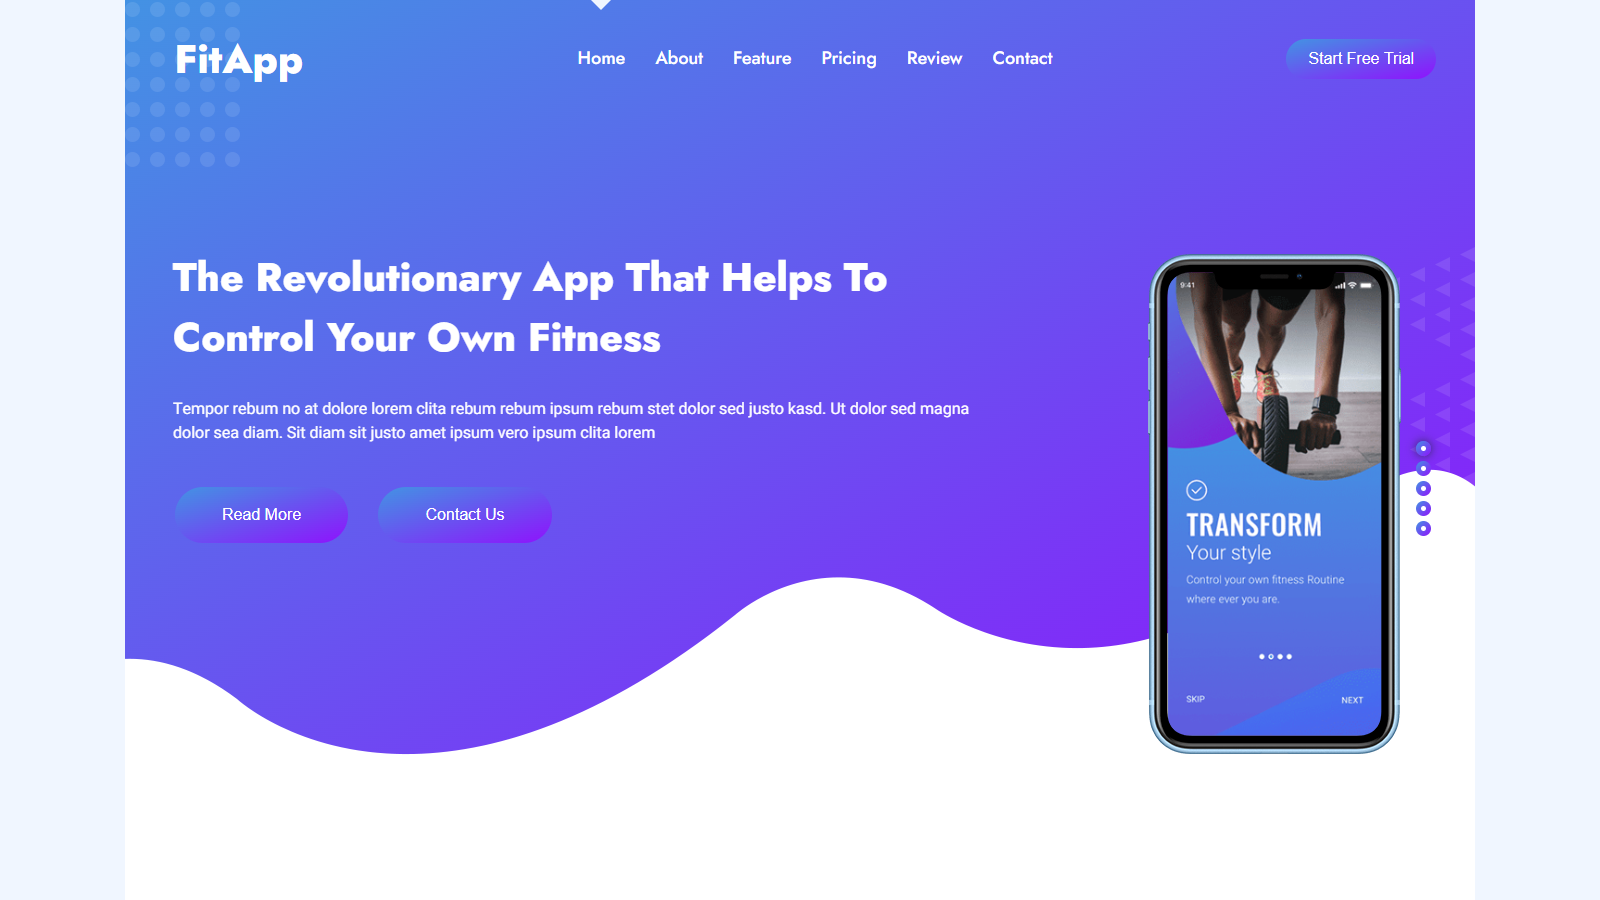 FitApp
Home About Feature Pricing Review Contact
Start Free Trial
The Revolutionary App That Helps To
Control Your Own Fitness
Tempor rebum no at dolore lorem clita rebum rebum ipsum rebum stet dolor sed justo kasd. Ut dolor sed magna
dolor sea diam. Sit diam sit justo amet ipsum vero ipsum clita lorem
Read More
Contact Us
9:41
TRANSFORM
Your style
Control your own fitness Routine
where ever you are.
SKIP
NEXT